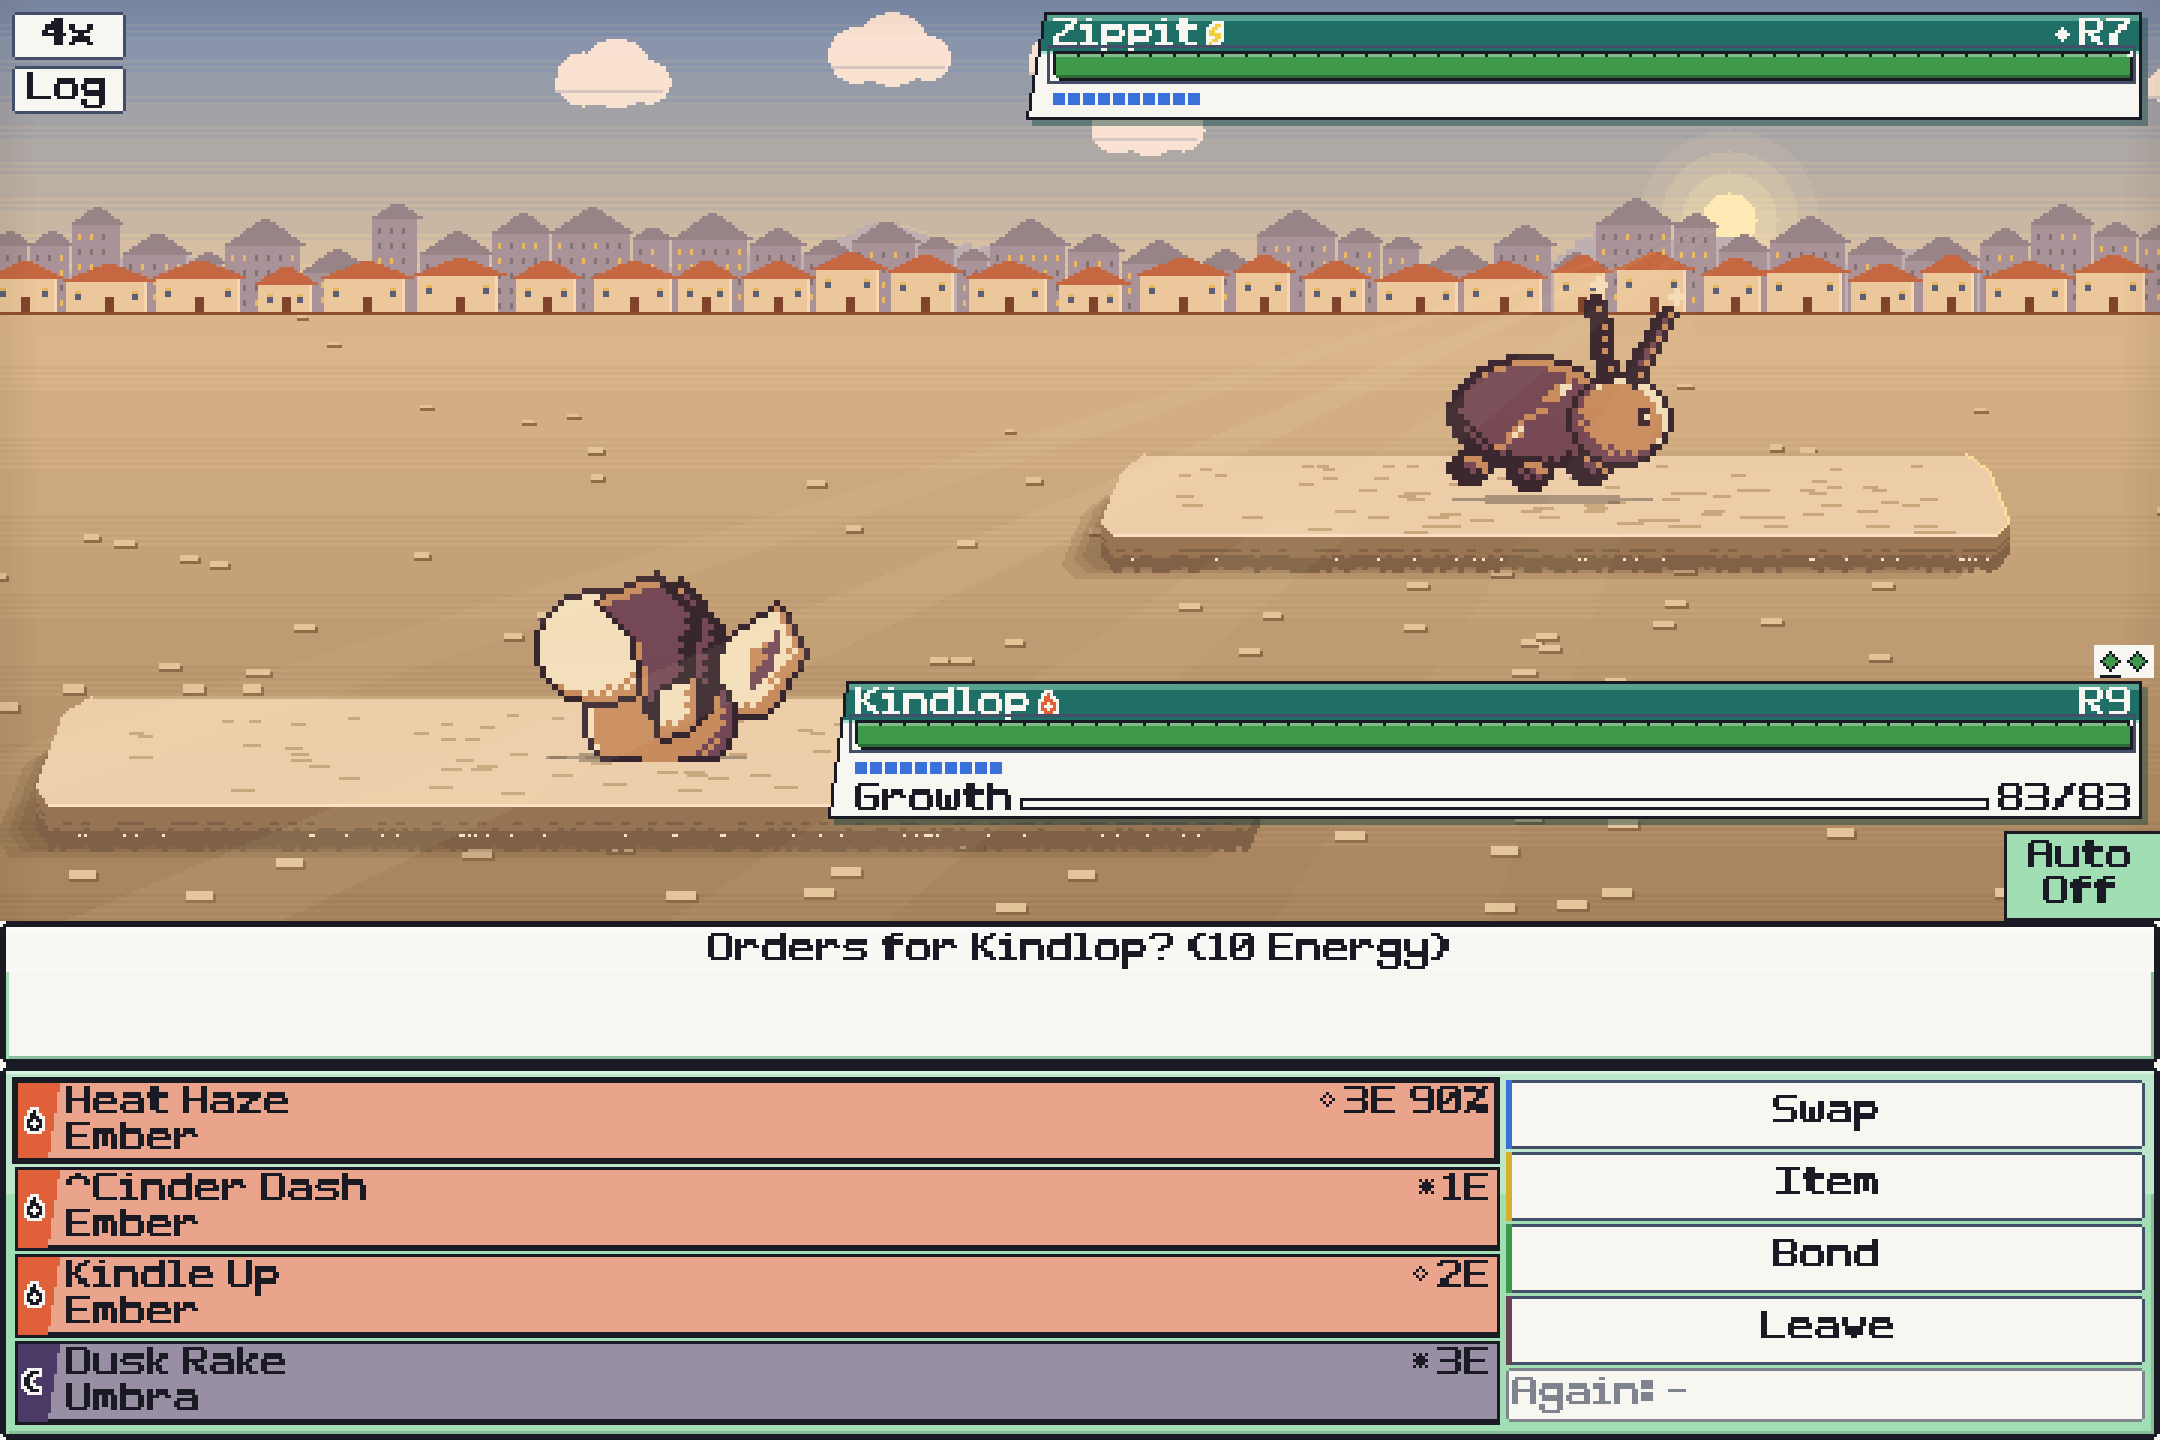 4x
Log
Zippit
R7
Kindlop
R9
Growth 83/83
Auto
Off
Orders for Kindlop? (10 Energy)
Heat Haze 3E 90%
Ember
^Cinder Dash *1E
Ember
Kindle Up 2E
Ember
Dusk Rake *3E
Umbra
Swap
Item
Bond
Leave
Again: -